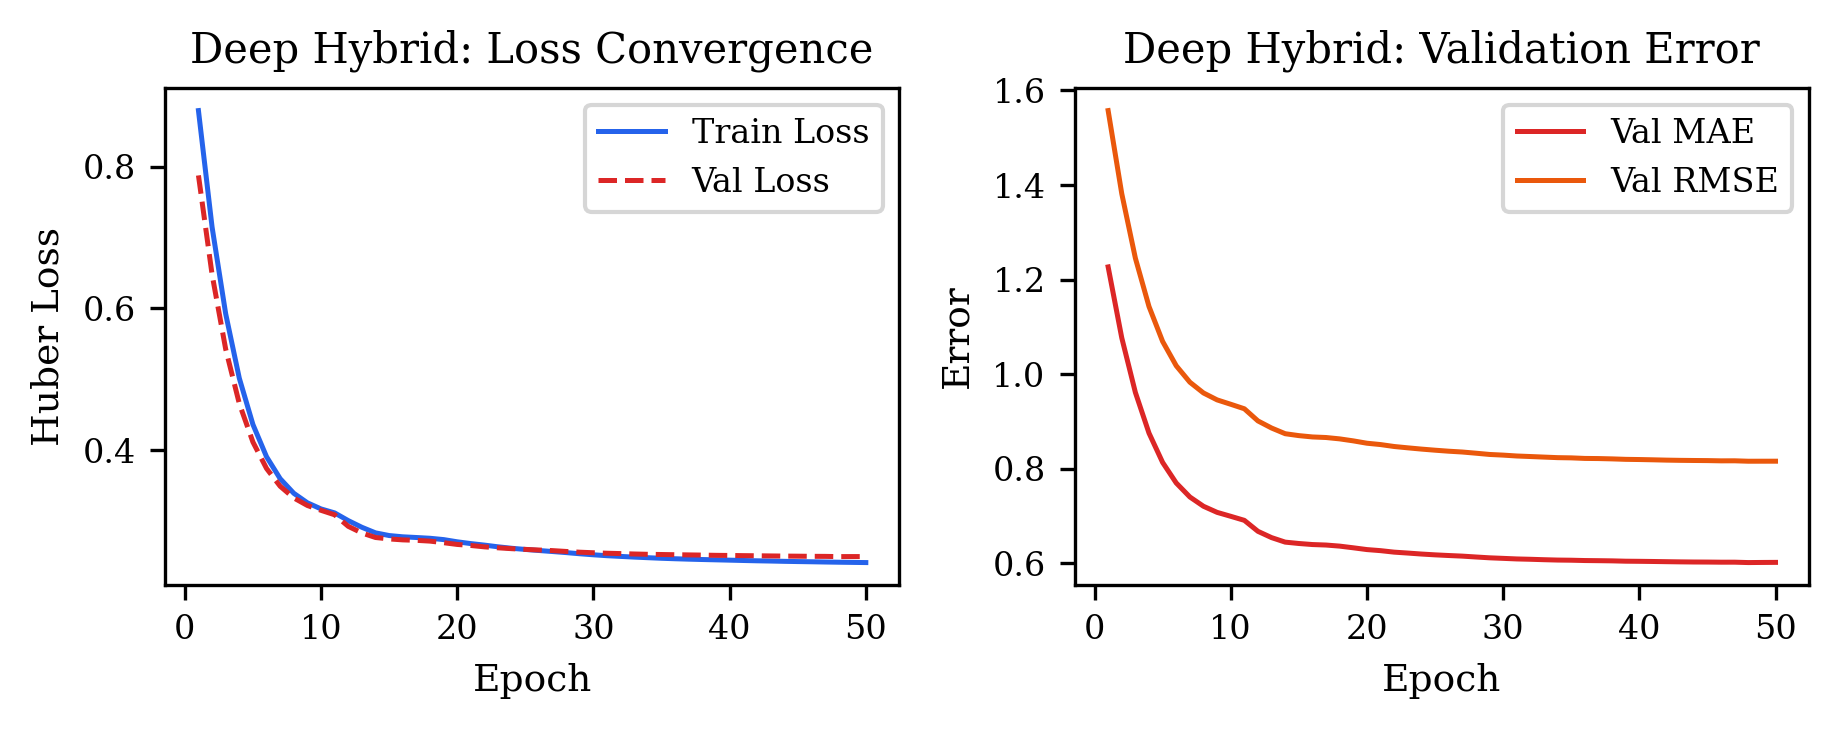 Deep Hybrid: Loss Convergence
Train Loss
Val Loss
Huber Loss
0.8
0.6
0.4
0 10 20 30 40 50
Epoch
Deep Hybrid: Validation Error
Val MAE
Val RMSE
Error
1.6
1.4
1.2
1.0
0.8
0.6
0 10 20 30 40 50
Epoch